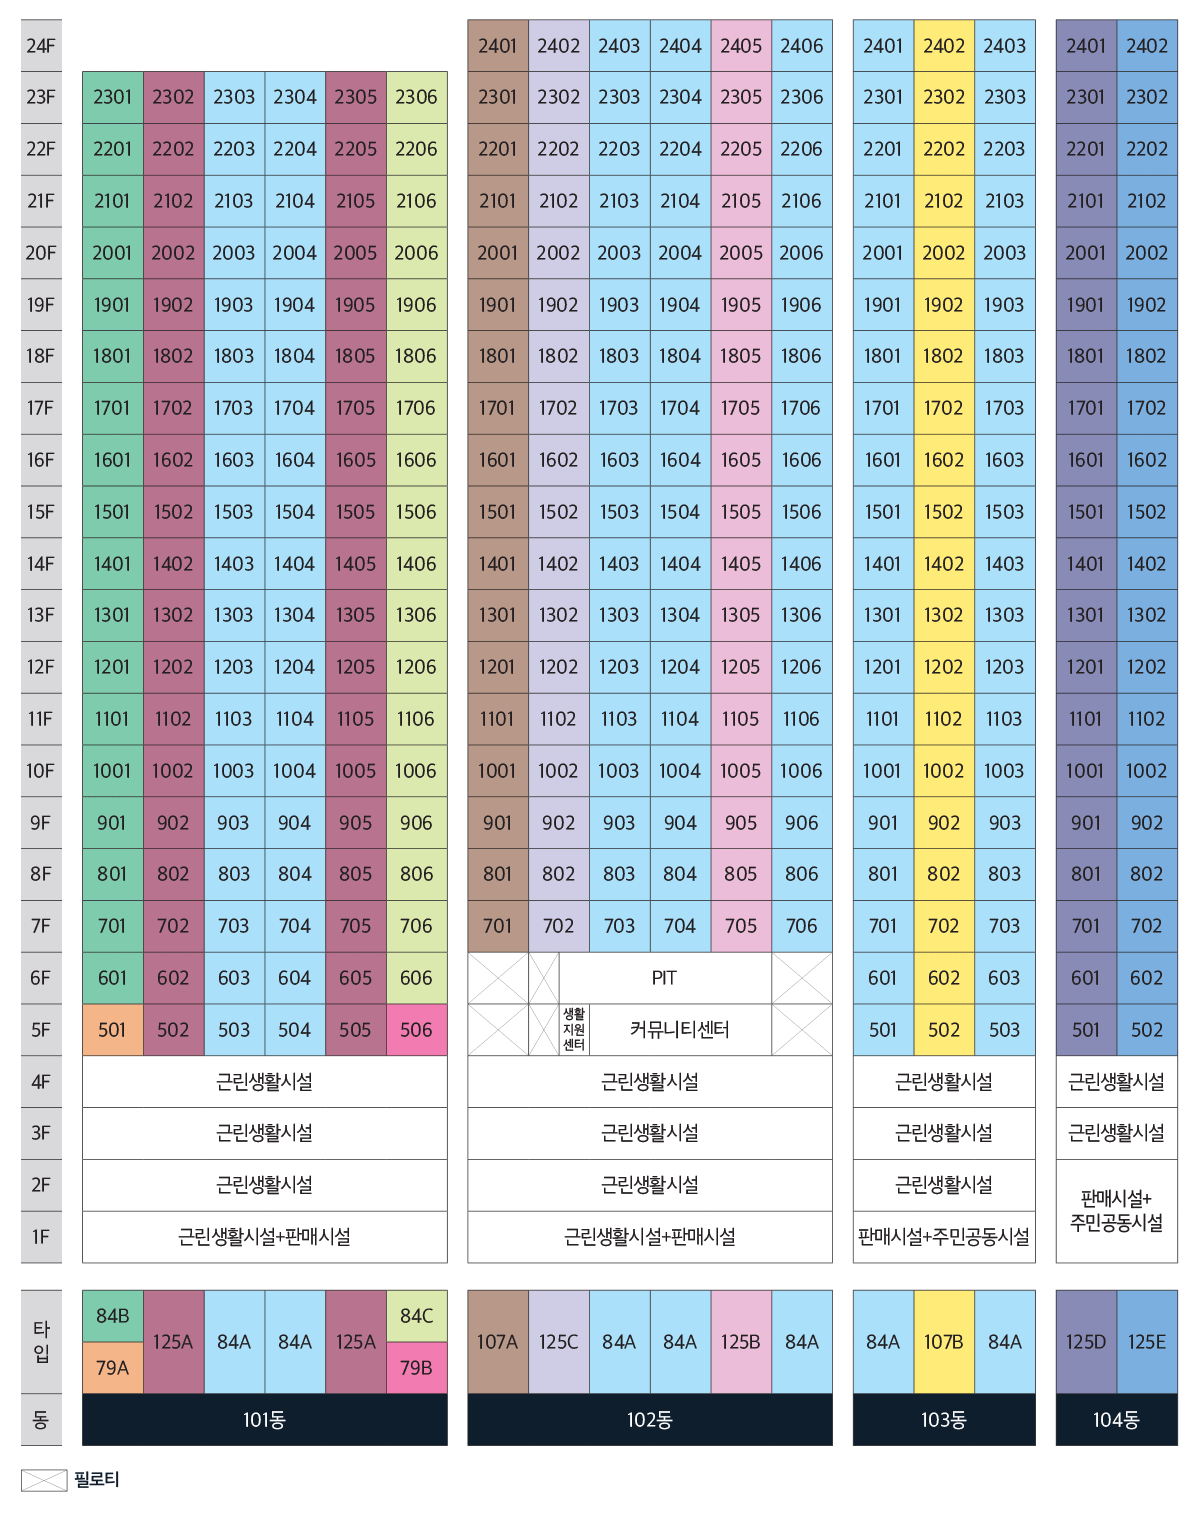 24F 2401 2402 2403 2404 2405 2406 2401 2402 2403 2401 2402
23F 2301 2302 2303 2304 2305 2306 2301 2302 2303 2304 2305 2306 2301 2302 2303 2301 2302
22F 2201 2202 2203 2204 2205 2206 2201 2202 2203 2204 2205 2206 2201 2202 2203 2201 2202
21F 2101 2102 2103 2104 2105 2106 2101 2102 2103 2104 2105 2106 2101 2102 2103 2101 2102
20F 2001 2002 2003 2004 2005 2006 2001 2002 2003 2004 2005 2006 2001 2002 2003 2001 2002
19F 1901 1902 1903 1904 1905 1906 1901 1902 1903 1904 1905 1906 1901 1902 1903 1901 1902
18F 1801 1802 1803 1804 1805 1806 1801 1802 1803 1804 1805 1806 1801 1802 1803 1801 1802
17F 1701 1702 1703 1704 1705 1706 1701 1702 1703 1704 1705 1706 1701 1702 1703 1701 1702
16F 1601 1602 1603 1604 1605 1606 1601 1602 1603 1604 1605 1606 1601 1602 1603 1601 1602
15F 1501 1502 1503 1504 1505 1506 1501 1502 1503 1504 1505 1506 1501 1502 1503 1501 1502
14F 1401 1402 1403 1404 1405 1406 1401 1402 1403 1404 1405 1406 1401 1402 1403 1401 1402
13F 1301 1302 1303 1304 1305 1306 1301 1302 1303 1304 1305 1306 1301 1302 1303 1301 1302
12F 1201 1202 1203 1204 1205 1206 1201 1202 1203 1204 1205 1206 1201 1202 1203 1201 1202
11F 1101 1102 1103 1104 1105 1106 1101 1102 1103 1104 1105 1106 1101 1102 1103 1101 1102
10F 1001 1002 1003 1004 1005 1006 1001 1002 1003 1004 1005 1006 1001 1002 1003 1001 1002
9F 901 902 903 904 905 906 901 902 903 904 905 906 901 902 903 901 902
8F 801 802 803 804 805 806 801 802 803 804 805 806 801 802 803 801 802
7F 701 702 703 704 705 706 701 702 703 704 705 706 701 702 703 701 702
6F 601 602 603 604 605 606 PIT 601 602 603 601 602
5F 501 502 503 504 505 506 생활 지원 센터 커뮤니티센터 501 502 503 501 502
4F 근린생활시설 근린생활시설 근린생활시설 근린생활시설
3F 근린생활시설 근린생활시설 근린생활시설 근린생활시설
2F 근린생활시설 근린생활시설 근린생활시설 판매시설+
주민공동시설
1F 근린생활시설+판매시설 근린생활시설+판매시설 판매시설+주민공동시설
타입 84B 79A 125A 84A 84A 125A 84C 79B 107A 125C 84A 84A 125B 84A 84A 107B 84A 125D 125E
동 101동 102동 103동 104동
필로티